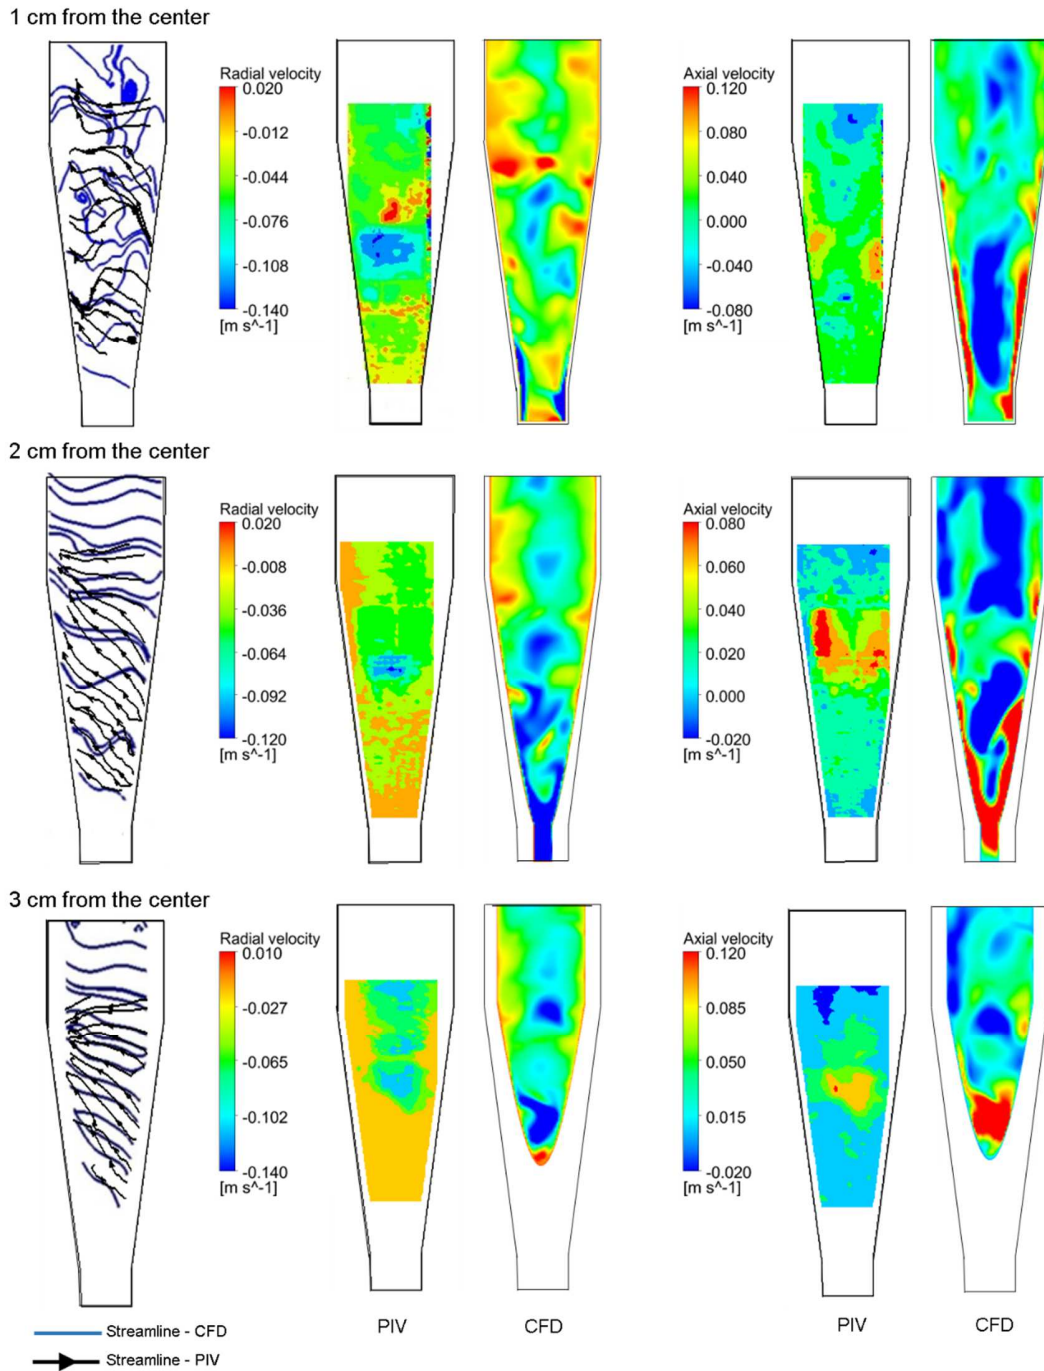 1 cm from the center
Radial velocity
0.020
-0.012
-0.044
-0.076
-0.108
-0.140
[m s^-1]
Axial velocity
0.120
0.080
0.040
0.000
-0.040
-0.080
[m s^-1]
2 cm from the center
Radial velocity
0.020
-0.008
-0.036
-0.064
-0.092
-0.120
[m s^-1]
Axial velocity
0.080
0.060
0.040
0.020
0.000
-0.020
[m s^-1]
3 cm from the center
Radial velocity
0.010
-0.027
-0.065
-0.102
-0.140
[m s^-1]
Axial velocity
0.120
0.085
0.050
0.015
-0.020
[m s^-1]
PIV
CFD
PIV
CFD
Streamline - CFD
Streamline - PIV